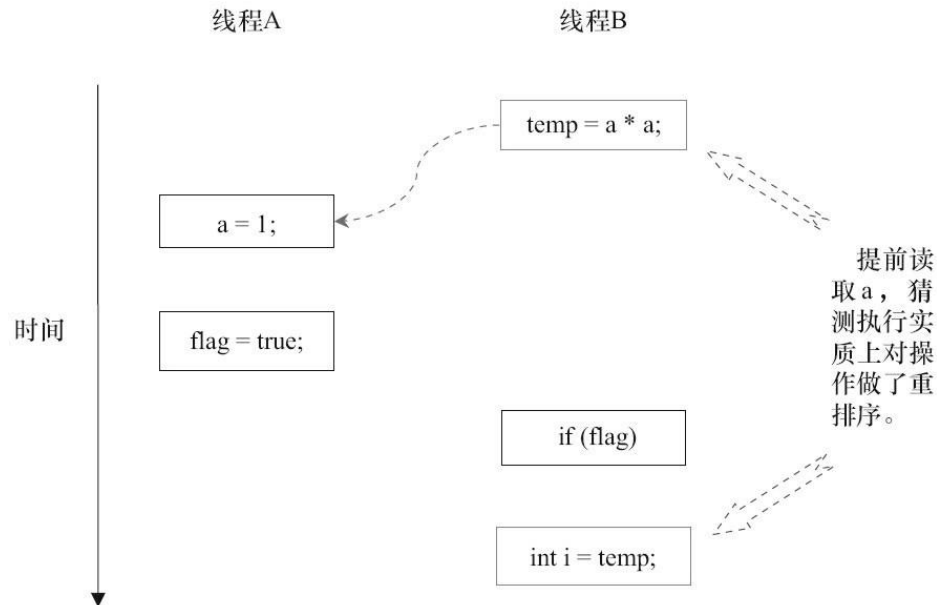 线程A
线程B
temp = a * a;
a = 1;
提前读
取a，猜
测执行实
质上对操
作做了重
排序。
时间
flag = true;
if (flag)
int i = temp;